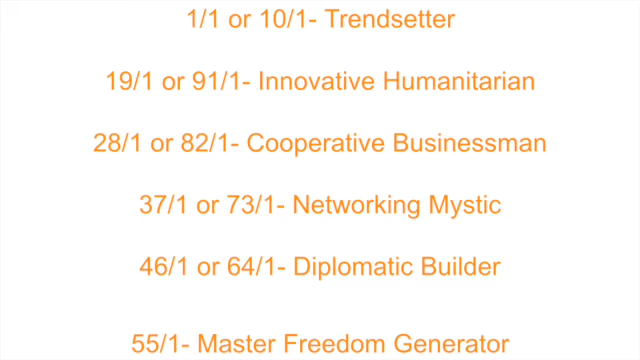 1/1 or 10/1- Trendsetter
19/1 or 91/1- Innovative Humanitarian
28/1 or 82/1- Cooperative Businessman
37/1 or 73/1- Networking Mystic
46/1 or 64/1- Diplomatic Builder
55/1- Master Freedom Generator